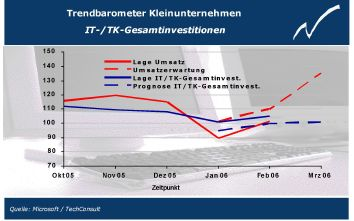 Trendbarometer Kleinunternehmen
IT-/TK-Gesamtinvestitionen
Lage Umsatz
Umsatzerwartung
Lage IT/TK-Gesamtinvest.
Prognose IT/TK-Gesamtinvest.
150
140
130
120
110
100
90
80
Okt 05
Nov 05
Dez 05
Jan 06
Feb 06
Mrz 06
Zeitpunkt
Quelle: Microsoft / TechConsult